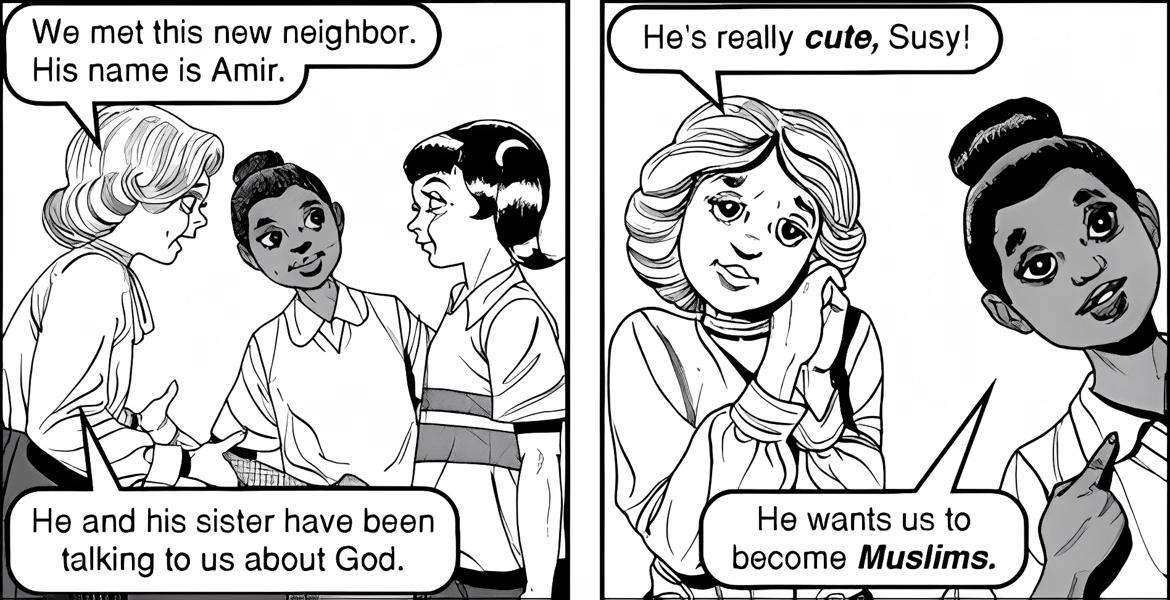 We met this new neighbor.
His name is Amir.
He and his sister have been
talking to us about God.
He's really cute, Susy!
He wants us to
become Muslims.